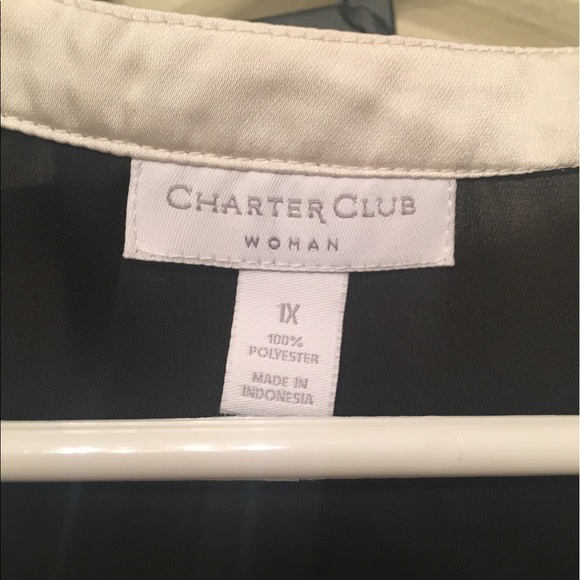 CHARTER CLUB
WOMAN
1X
100%
POLYESTER
MADE IN
INDONESIA